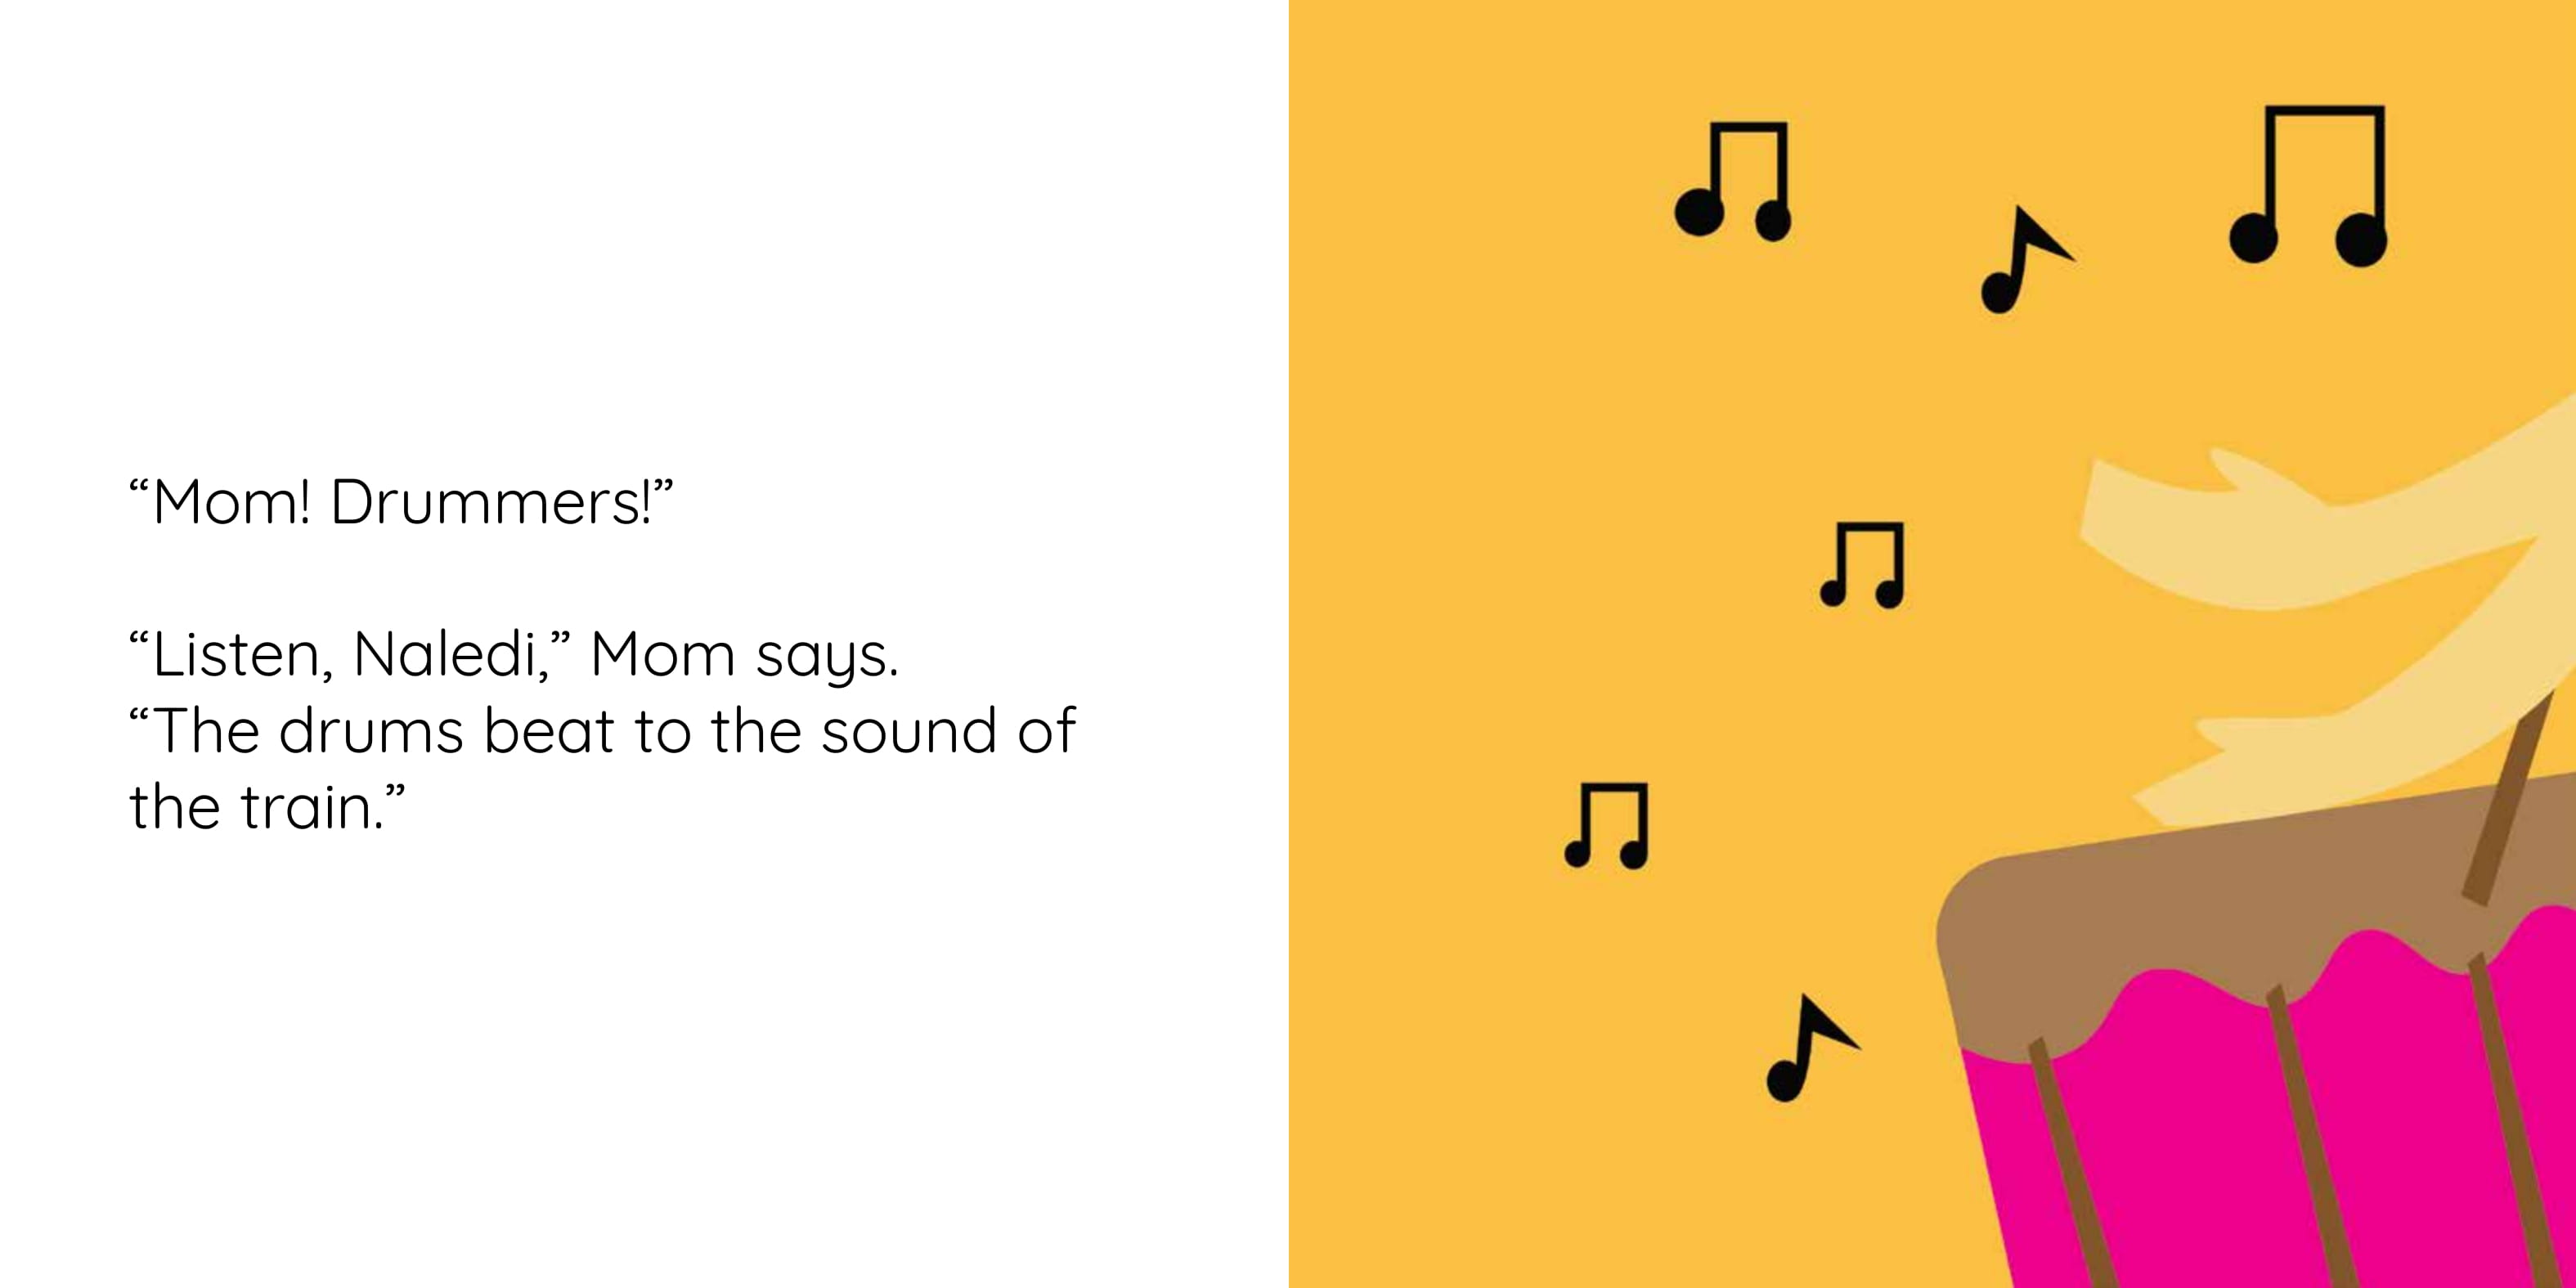 “Mom! Drummers!”
“Listen, Naledi,” Mom says.
“The drums beat to the sound of
the train.”